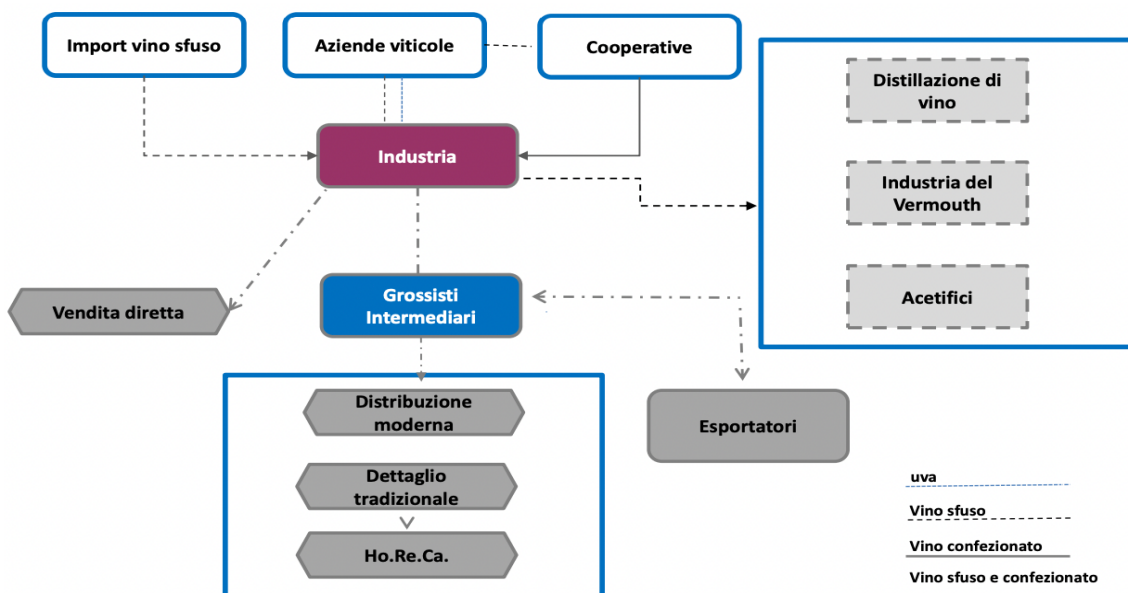 Import vino sfuso
Aziende viticole
Cooperative
Distillazione di
vino
Industria
Industria del
Vermouth
Vendita diretta
Grossisti
Intermediari
Acetifici
Distribuzione
moderna
Esportatori
Dettaglio
tradizionale
Ho.Re.Ca.
uva
Vino sfuso
Vino confezionato
Vino sfuso e confezionato